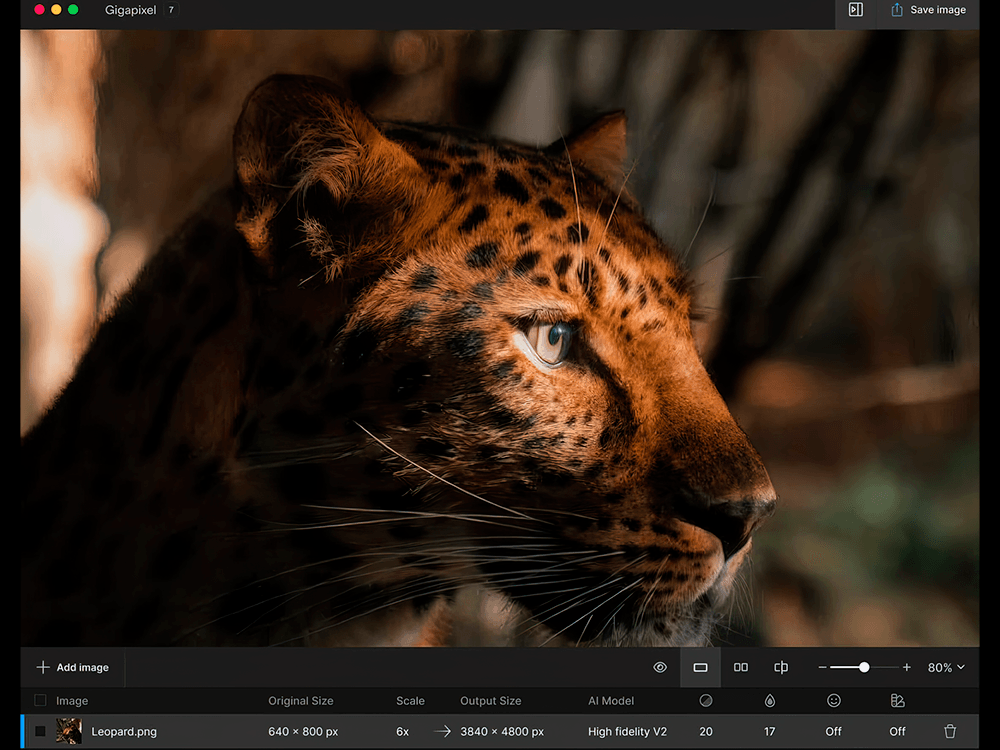 Gigapixel 7
Save image
Add image
80%
Image Original Size Scale Output Size AI Model
Leopard.png 640 × 800 px 6x 3840 × 4800 px High fidelity V2 20 17 Off Off